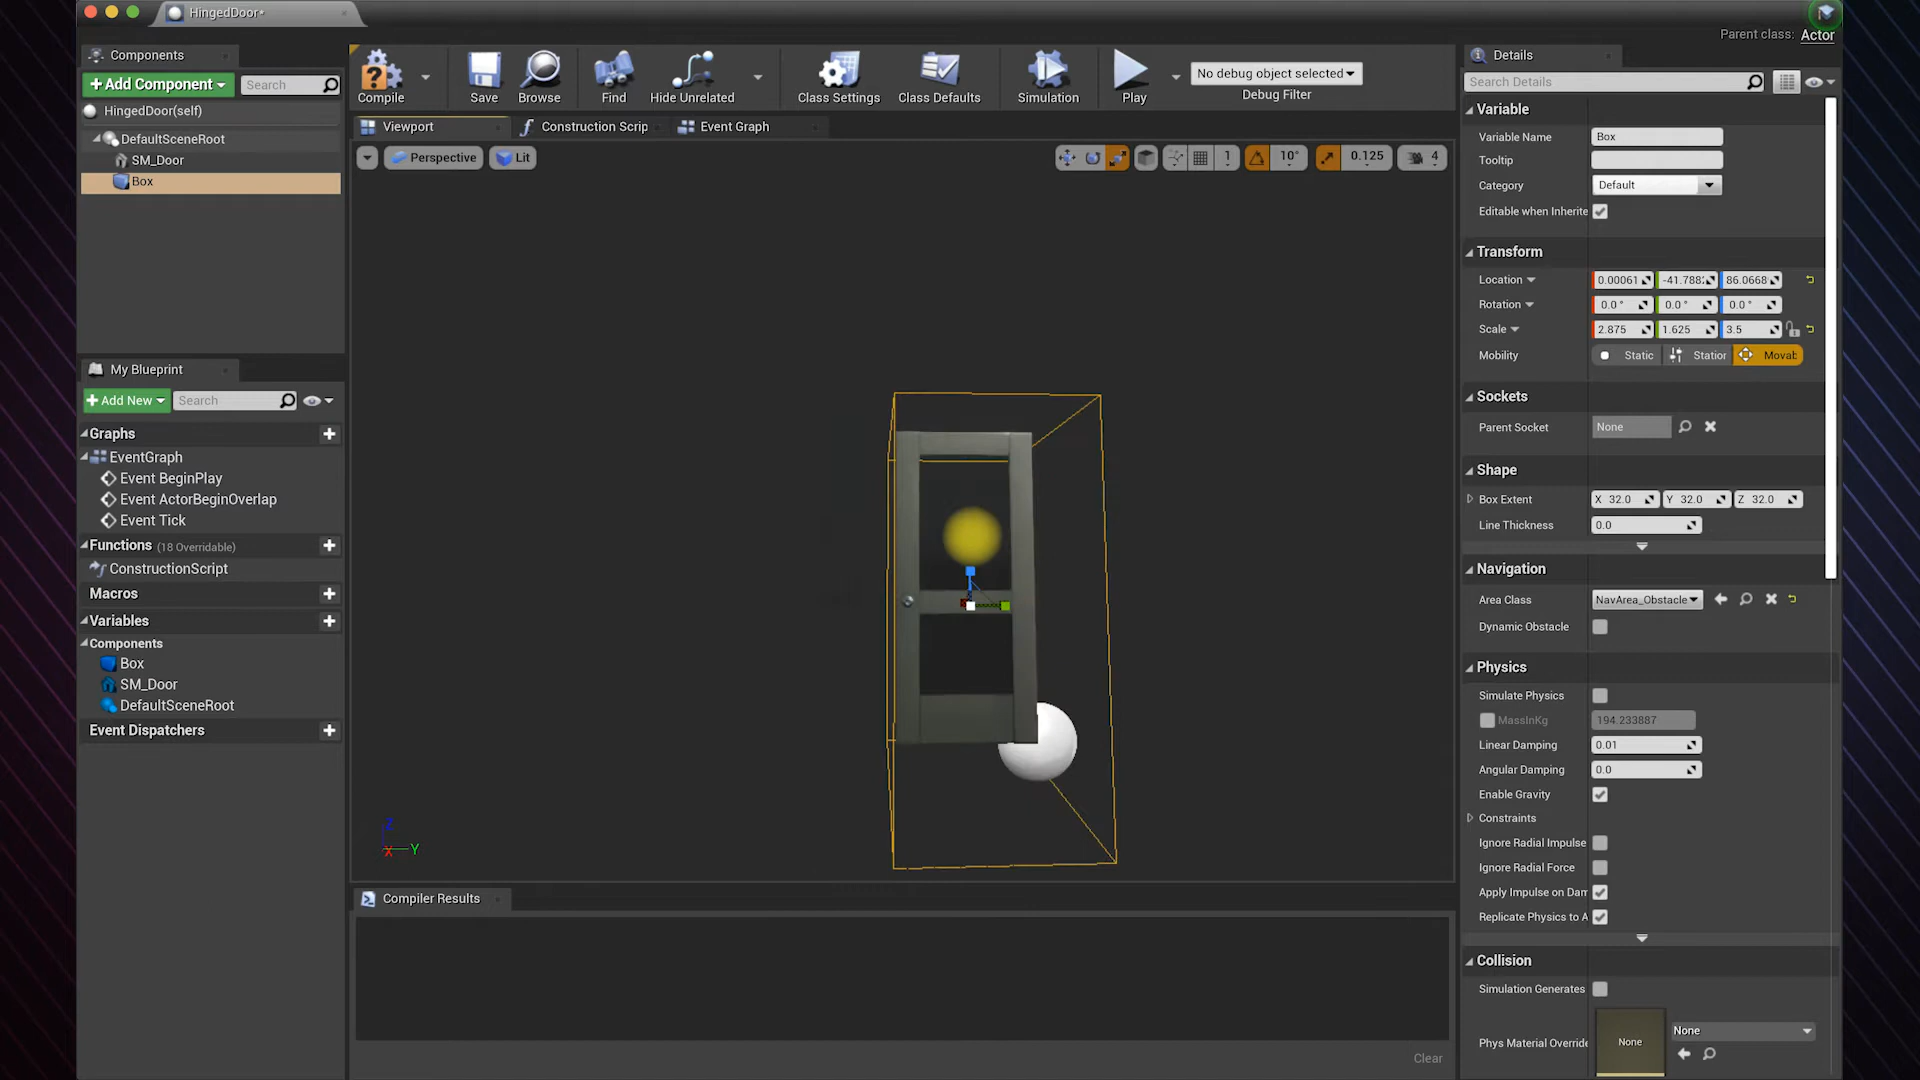 HingedDoor*
Parent class: Actor
Components
Add Component
Search
HingedDoor(self)
DefaultSceneRoot
SM_Door
Box
My Blueprint
Add New
Search
Graphs
EventGraph
Event BeginPlay
Event ActorBeginOverlap
Event Tick
Functions (18 Overridable)
ConstructionScript
Macros
Variables
Components
Box
SM_Door
DefaultSceneRoot
Event Dispatchers
Compile
Save
Browse
Find
Hide Unrelated
Class Settings
Class Defaults
Simulation
Play
No debug object selected
Debug Filter
Viewport
Construction Scrip
Event Graph
Perspective
Lit
1
10°
0.125
4
Z
X
Y
Compiler Results
Clear
Details
Search Details
Variable
Variable Name Box
Tooltip
Category Default
Editable when Inherite
Transform
Location 0.00061 -41.788 86.0668
Rotation 0.0 ° 0.0 ° 0.0 °
Scale 2.875 1.625 3.5
Mobility Static Station Movab
Sockets
Parent Socket None
Shape
Box Extent X 32.0 Y 32.0 Z 32.0
Line Thickness 0.0
Navigation
Area Class NavArea_Obstacle
Dynamic Obstacle
Physics
Simulate Physics
MassInKg 194.233887
Linear Damping 0.01
Angular Damping 0.0
Enable Gravity
Constraints
Ignore Radial Impulse
Ignore Radial Force
Apply Impulse on Dam
Replicate Physics to A
Collision
Simulation Generates
Phys Material Override None None